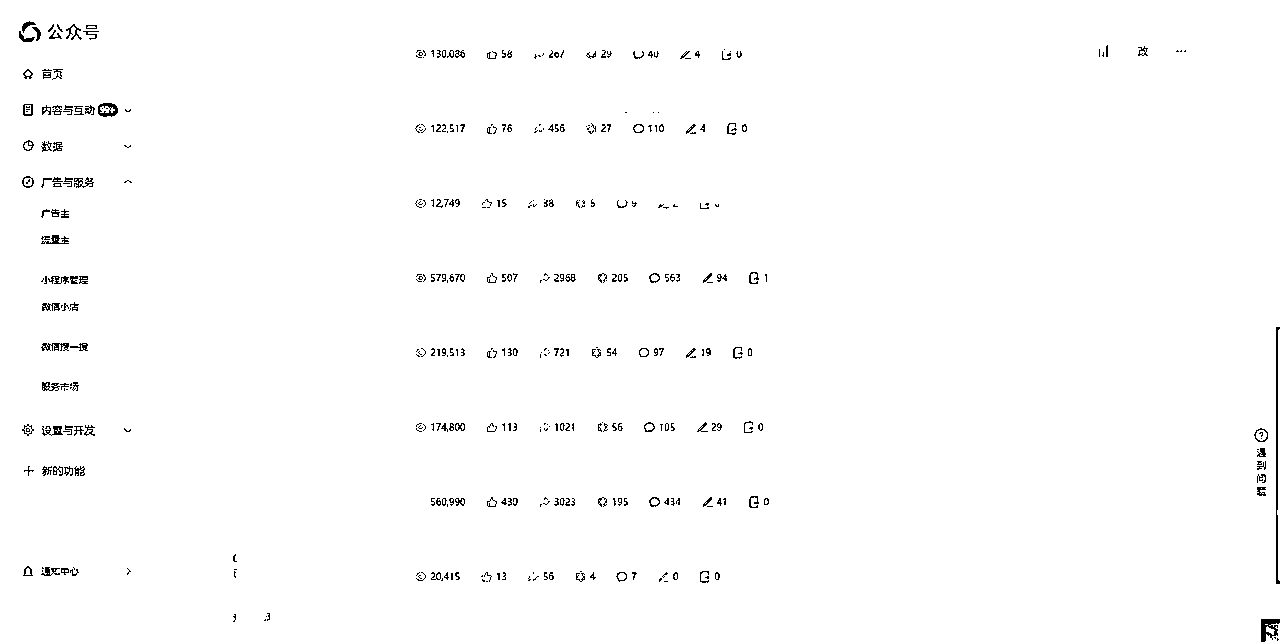 公众号
首页
内容与互动 99+
数据
广告与服务
广告主
流量主
小程序管理
微信小店
微信搜一搜
服务市场
设置与开发
新的功能
通知中心
130,086 58 267 29 40 4 0
改 ...
122,517 76 456 27 110 4 0
12,749 15 38 5 9
579,670 507 2968 205 563 94 1
219,513 130 721 54 97 19 0
174,800 113 1021 56 105 29 0
560,990 430 3023 195 434 41 0
20,415 13 56 4 7 0 0
遇到问题